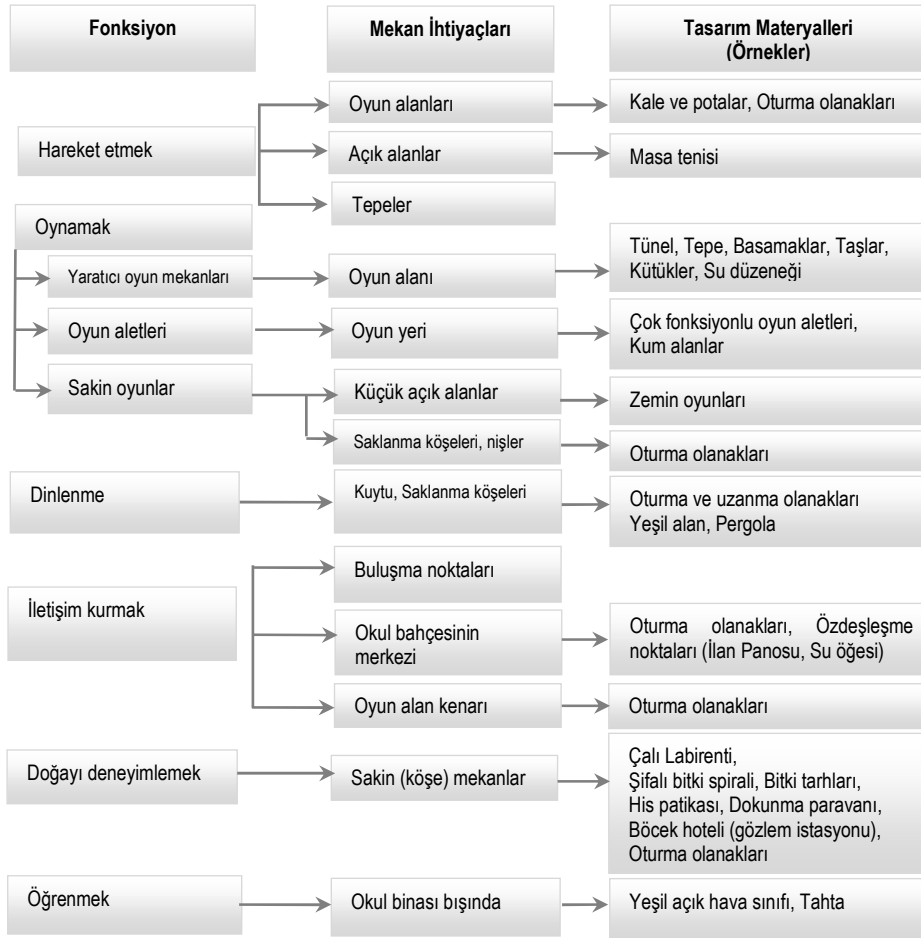 Fonksiyon
Mekan İhtiyaçları
Tasarım Materyalleri
(Örnekler)
Hareket etmek
Oyun alanları
Kale ve potalar, Oturma olanakları
Açık alanlar
Masa tenisi
Tepeler
Oynamak
Yaratıcı oyun mekanları
Oyun alanı
Tünel, Tepe, Basamaklar, Taşlar,
Kütükler, Su düzeneği
Oyun aletleri
Oyun yeri
Çok fonksiyonlu oyun aletleri,
Kum alanlar
Sakin oyunlar
Küçük açık alanlar
Zemin oyunları
Saklanma köşeleri, nişler
Oturma olanakları
Dinlenme
Kuytu, Saklanma köşeleri
Oturma ve uzanma olanakları
Yeşil alan, Pergola
İletişim kurmak
Buluşma noktaları
Okul bahçesinin
merkezi
Oturma olanakları, Özdeşleşme
noktaları (İlan Panosu, Su öğesi)
Oyun alan kenarı
Oturma olanakları
Doğayı deneyimlemek
Sakin (köşe) mekanlar
Çalı Labirenti,
Şifalı bitki spirali, Bitki tarhları,
His patikası, Dokunma paravanı,
Böcek hoteli (gözlem istasyonu),
Oturma olanakları
Öğrenmek
Okul binası bışında
Yeşil açık hava sınıfı, Tahta